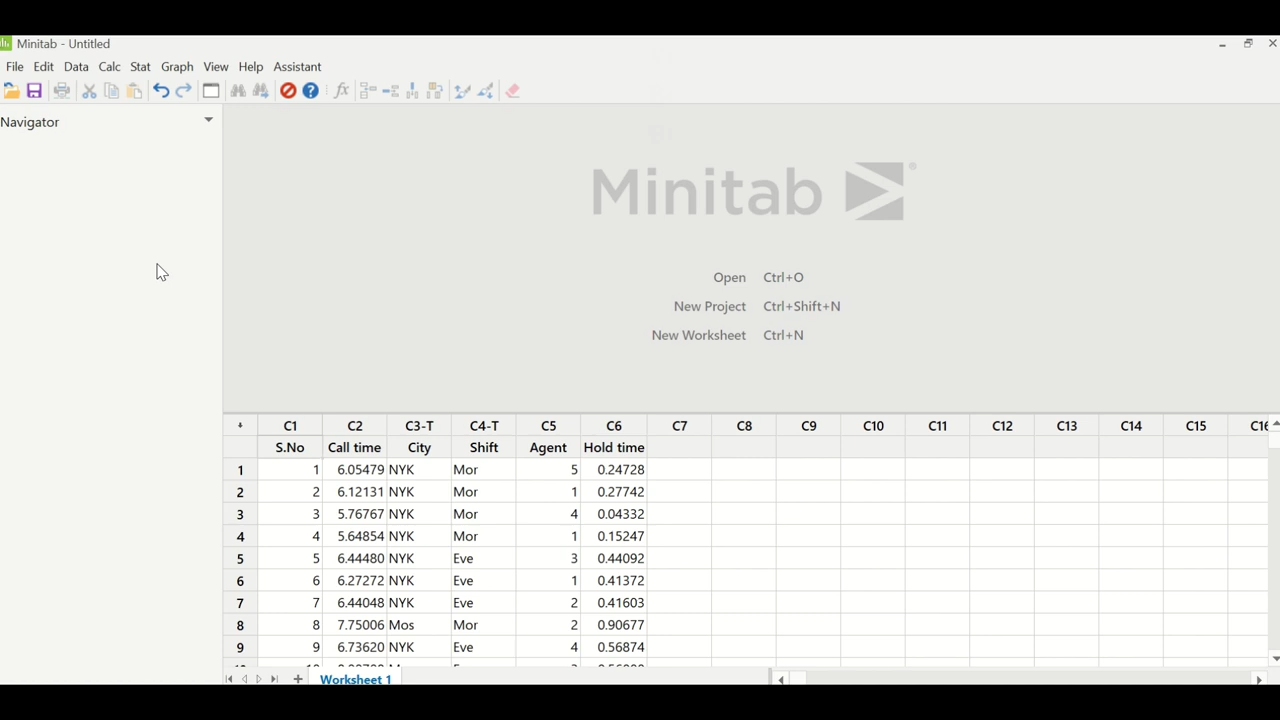 Minitab - Untitled
File Edit Data Calc Stat Graph View Help Assistant
Navigator
Minitab
Open Ctrl+O
New Project Ctrl+Shift+N
New Worksheet Ctrl+N
C1 C2 C3-T C4-T C5 C6 C7 C8 C9 C10 C11 C12 C13 C14 C15
S.No Call time City Shift Agent Hold time
1 1 6.05479 NYK Mor 5 0.24728
2 2 6.12131 NYK Mor 1 0.27742
3 3 5.76767 NYK Mor 4 0.04332
4 4 5.64854 NYK Mor 1 0.15247
5 5 6.44480 NYK Eve 3 0.44092
6 6 6.27272 NYK Eve 1 0.41372
7 7 6.44048 NYK Eve 2 0.41603
8 8 7.75006 Mos Mor 2 0.90677
9 9 6.73620 NYK Eve 4 0.56874
Worksheet 1